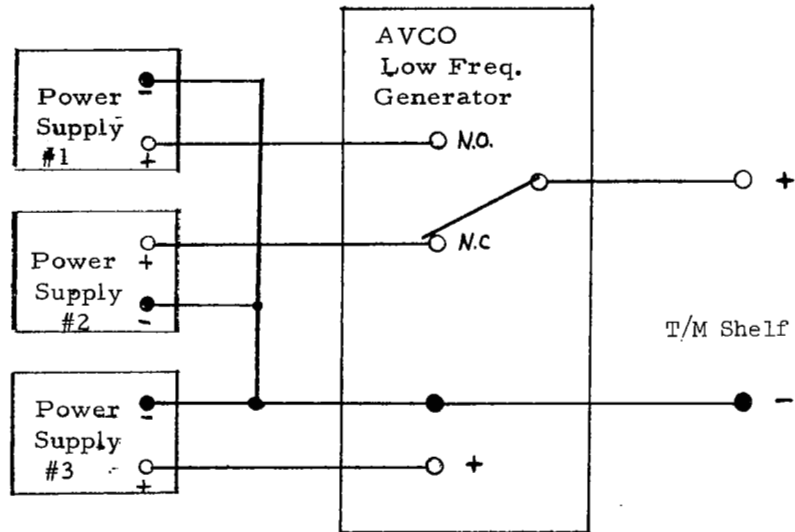 AVCO
Low Freq.
Generator
Power
Supply
#1
-
+
N.O.
+
N.C
Power
Supply
#2
+
-
T/M Shelf
Power
Supply
#3
-
+
-
+